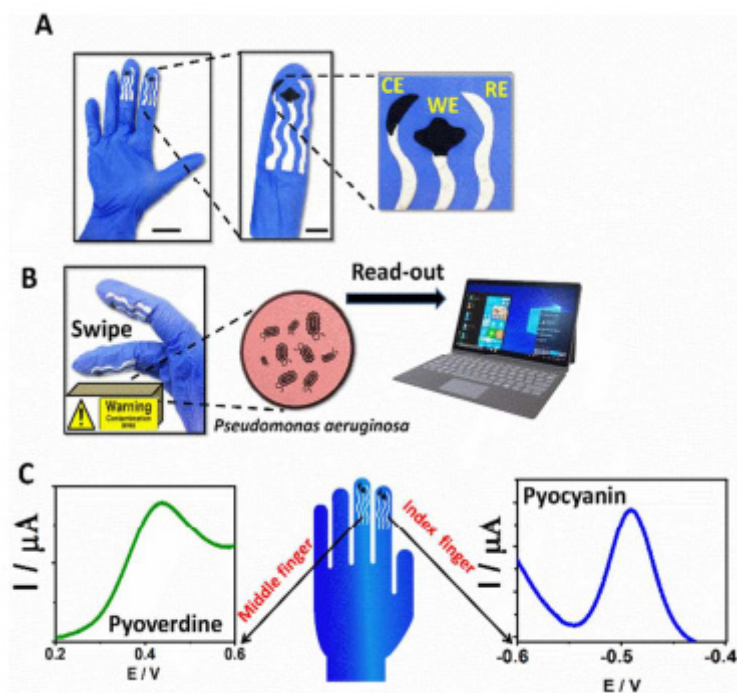 A
CE
WE
RE
B
Read-out
Swipe
Warning
Contamination
area
Pseudomonas aeruginosa
C
I / μA
Pyoverdine
0.2
0.4
0.6
E / V
Middle finger
Index finger
Pyocyanin
I / μA
-0.6
-0.5
-0.4
E / V